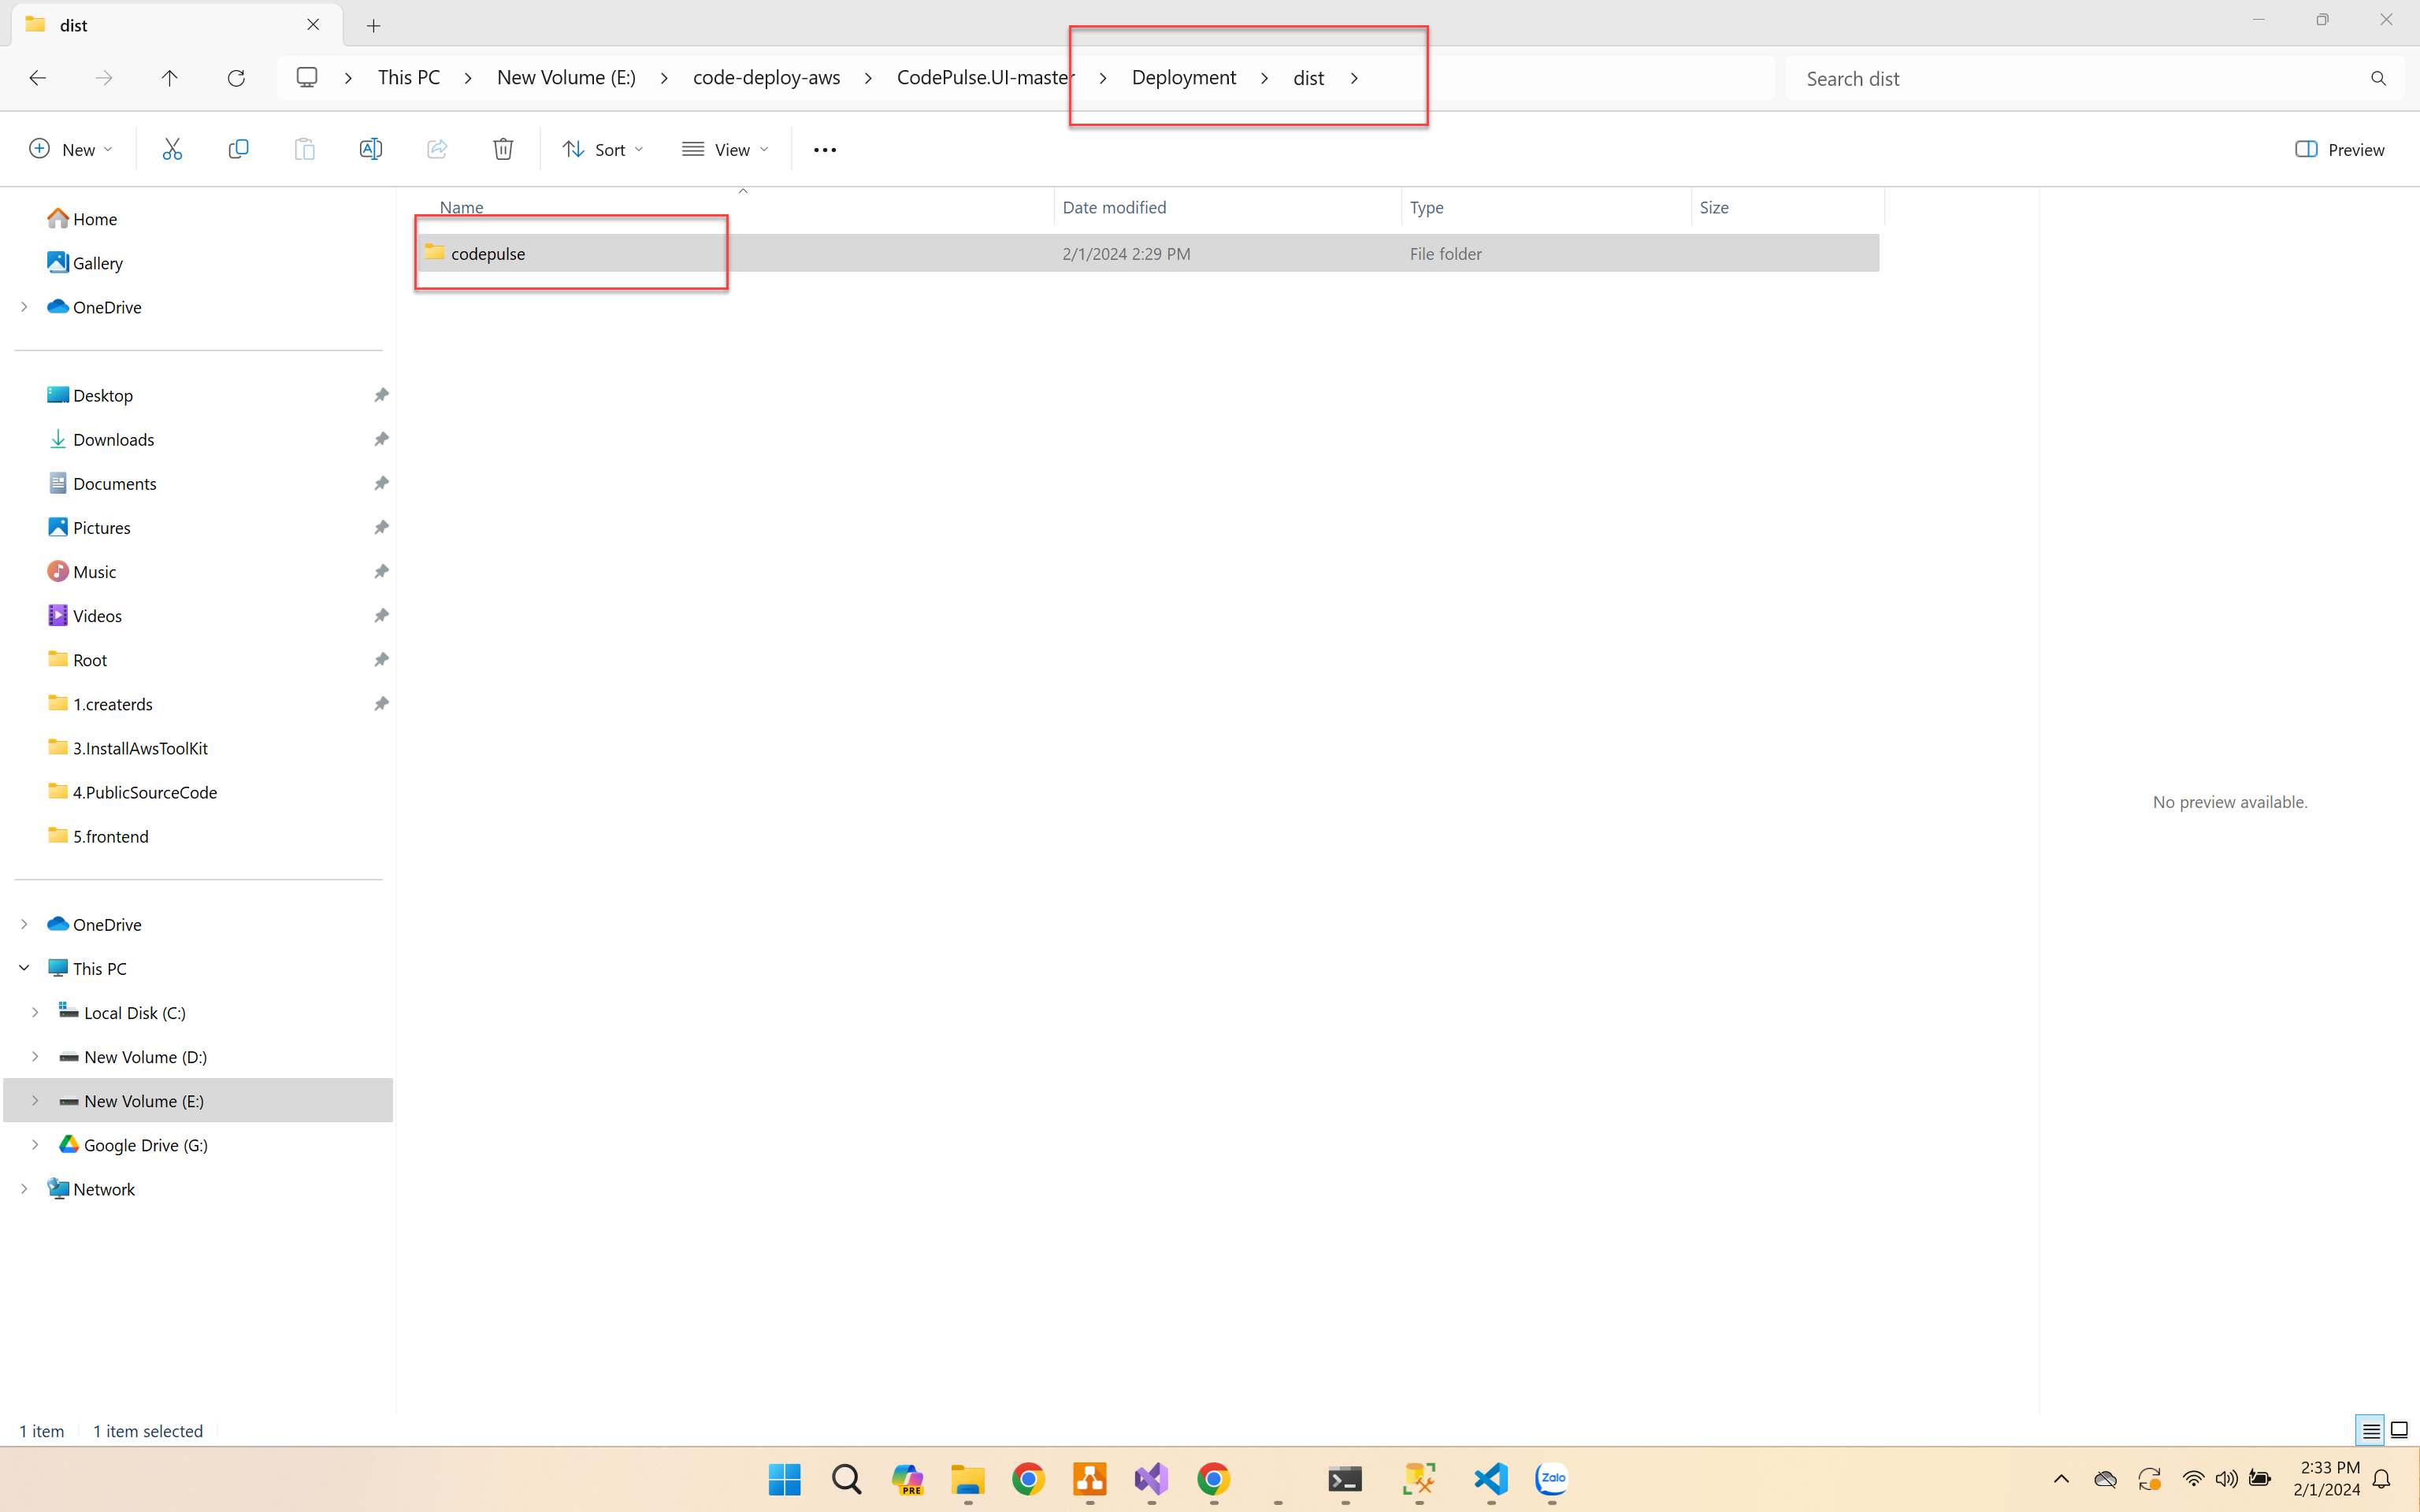 dist
This PC > New Volume (E:) > code-deploy-aws > CodePulse.UI-master > Deployment > dist >
Search dist
New
Sort
View
Preview
Name Date modified Type Size
codepulse 2/1/2024 2:29 PM File folder
Home
Gallery
OneDrive
Desktop
Downloads
Documents
Pictures
Music
Videos
Root
1.createrds
3.InstallAwsToolKit
4.PublicSourceCode
5.frontend
OneDrive
This PC
Local Disk (C:)
New Volume (D:)
New Volume (E:)
Google Drive (G:)
Network
No preview available.
1 item 1 item selected
PRE
Zalo
2:33 PM
2/1/2024